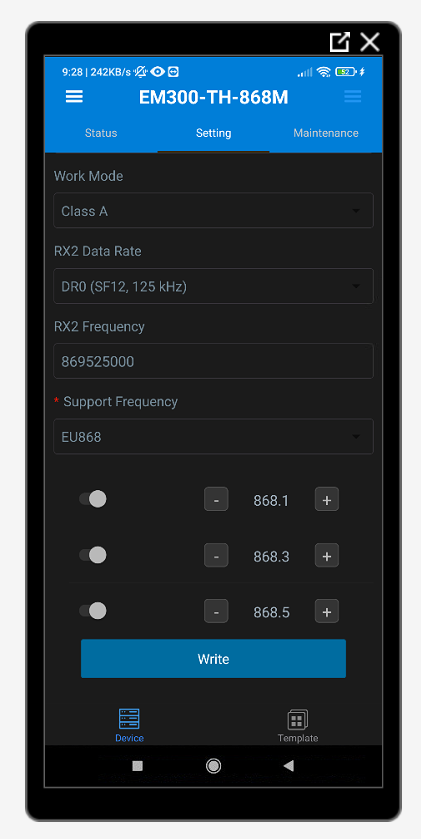 9:28 | 242KB/s 52
EM300-TH-868M
Status Setting Maintenance
Work Mode
Class A
RX2 Data Rate
DR0 (SF12, 125 kHz)
RX2 Frequency
869525000
* Support Frequency
EU868
- 868.1 +
- 868.3 +
- 868.5 +
Write
Device Template